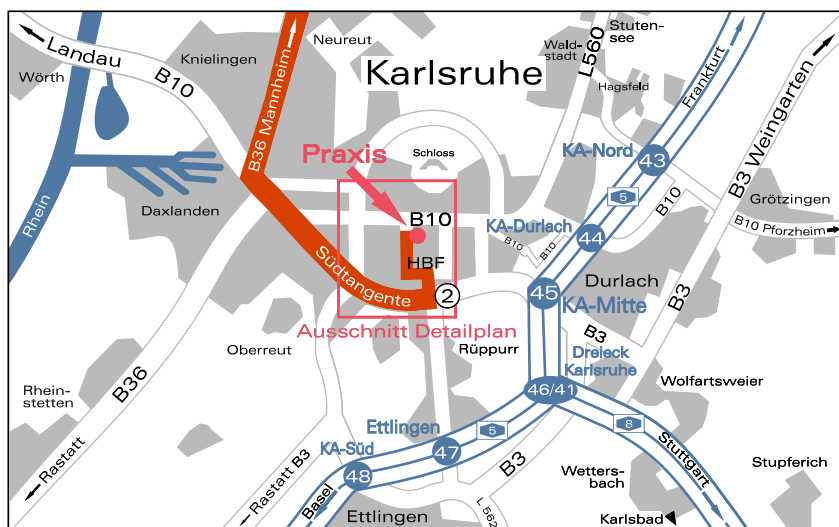 Landau
B10
Wörth
Knielingen
Neureut
Karlsruhe
Wald-
stadt
L560
Stuten-
see
Hagsfeld
Frankfurt
B3 Weingarten
B36 Mannheim
Schloss
Praxis
KA-Nord
43
5
Grötzingen
B10
B10 Pforzheim
Rhein
Daxlanden
B10
HBF
KA-Durlach
B10
B10
44
Durlach
Südtangente
2
45
KA-Mitte
B3
Ausschnitt Detailplan
Oberreut
Rüppurr
B3
Dreieck
Karlsruhe
46/41
Wolfartsweier
B36
Rhein-
stetten
Rastatt
Ettlingen
5
8
Stuttgart
KA-Süd
47
48
B3
Rastatt B3
Basel
Ettlingen
L 562
Wetters-
bach
Stupferich
Karlsbad